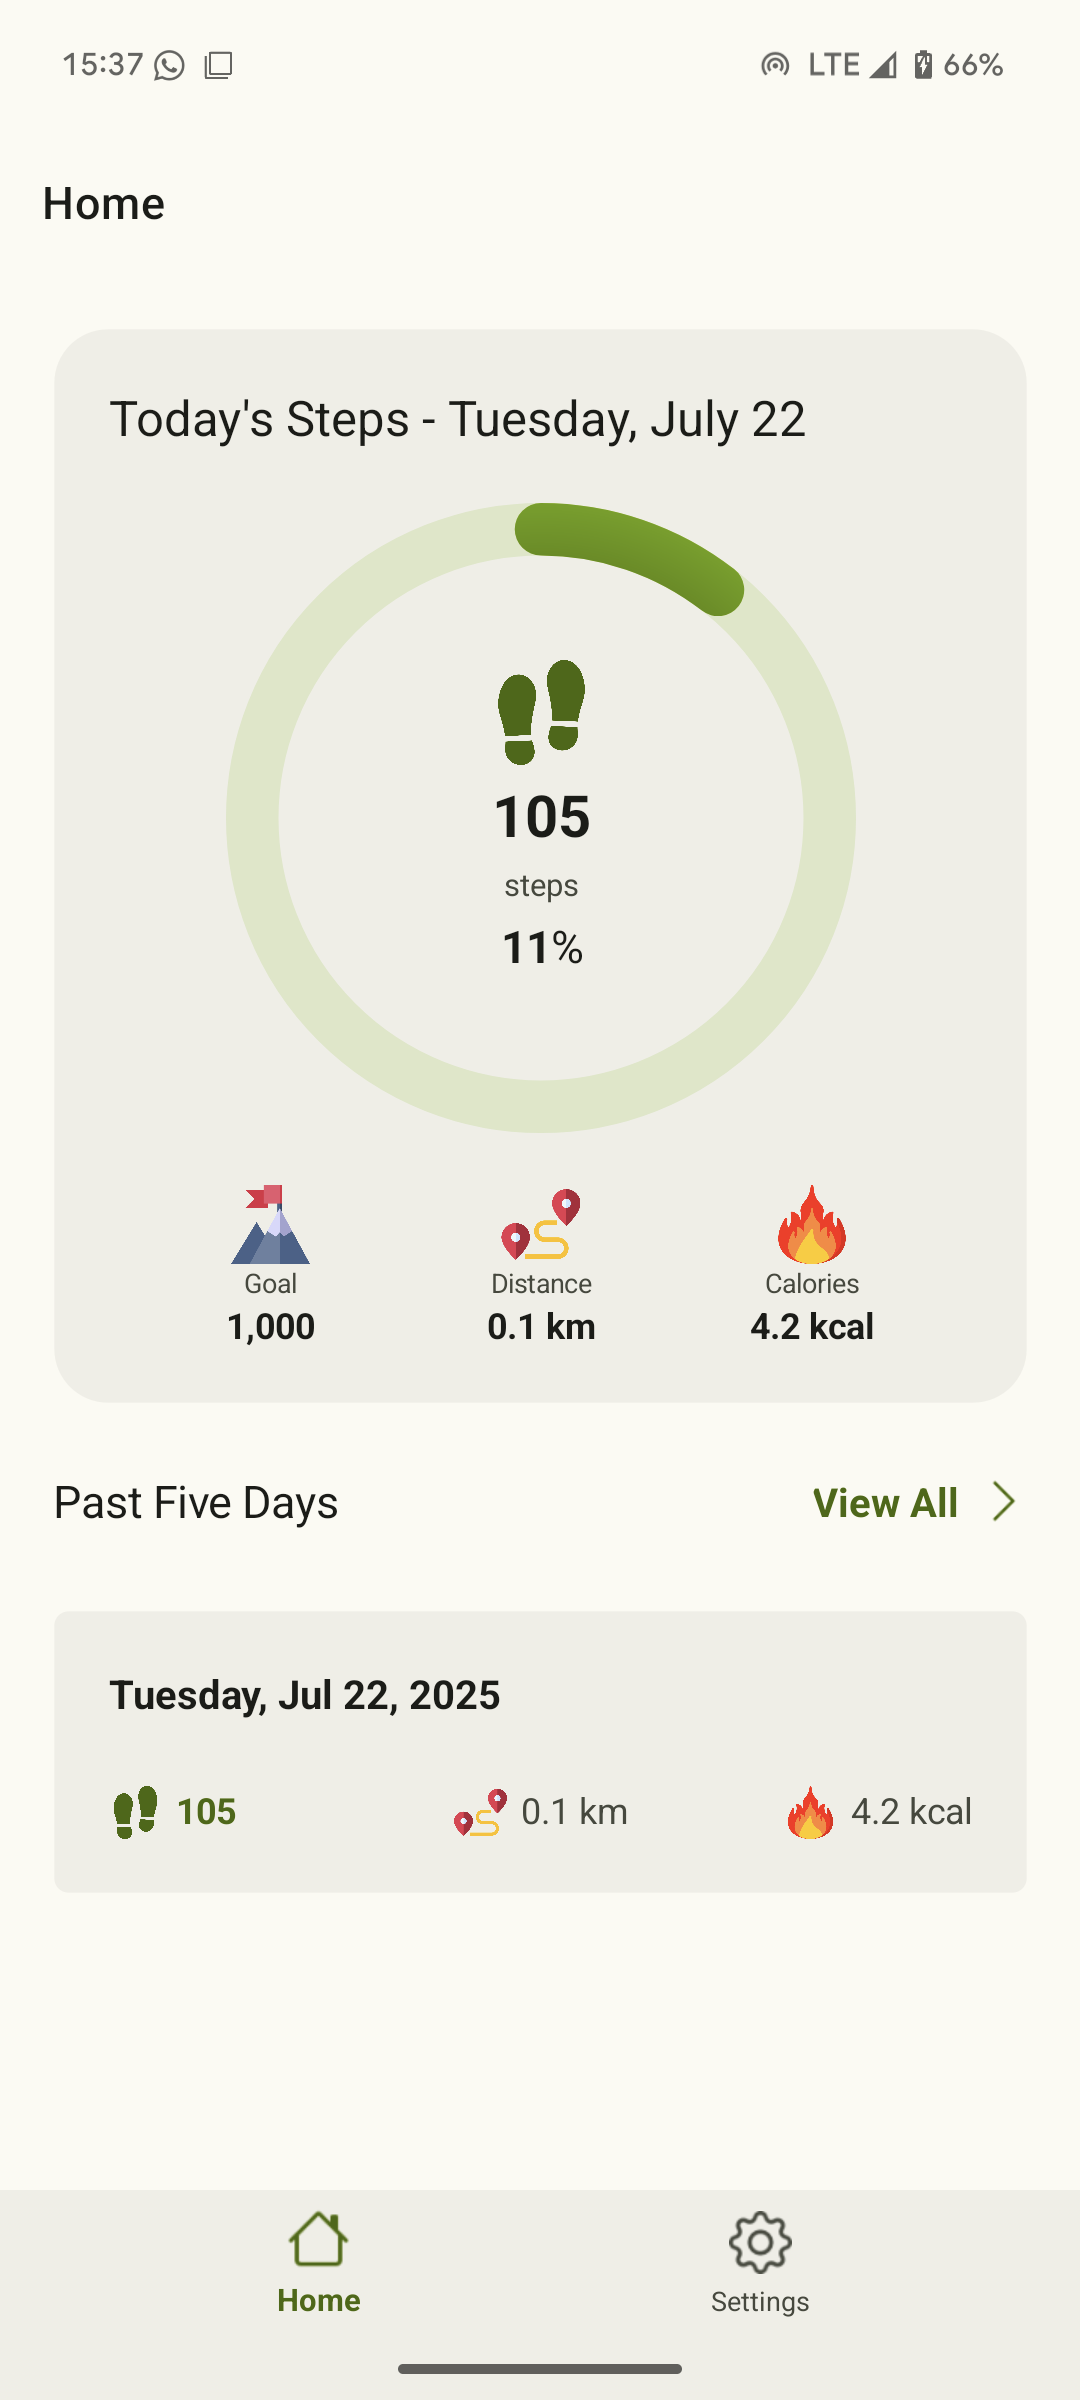 15:37 LTE 66%
Home
Today's Steps - Tuesday, July 22
105
steps
11%
Goal Distance Calories
1,000 0.1 km 4.2 kcal
Past Five Days View All
Tuesday, Jul 22, 2025
105 0.1 km 4.2 kcal
Home Settings